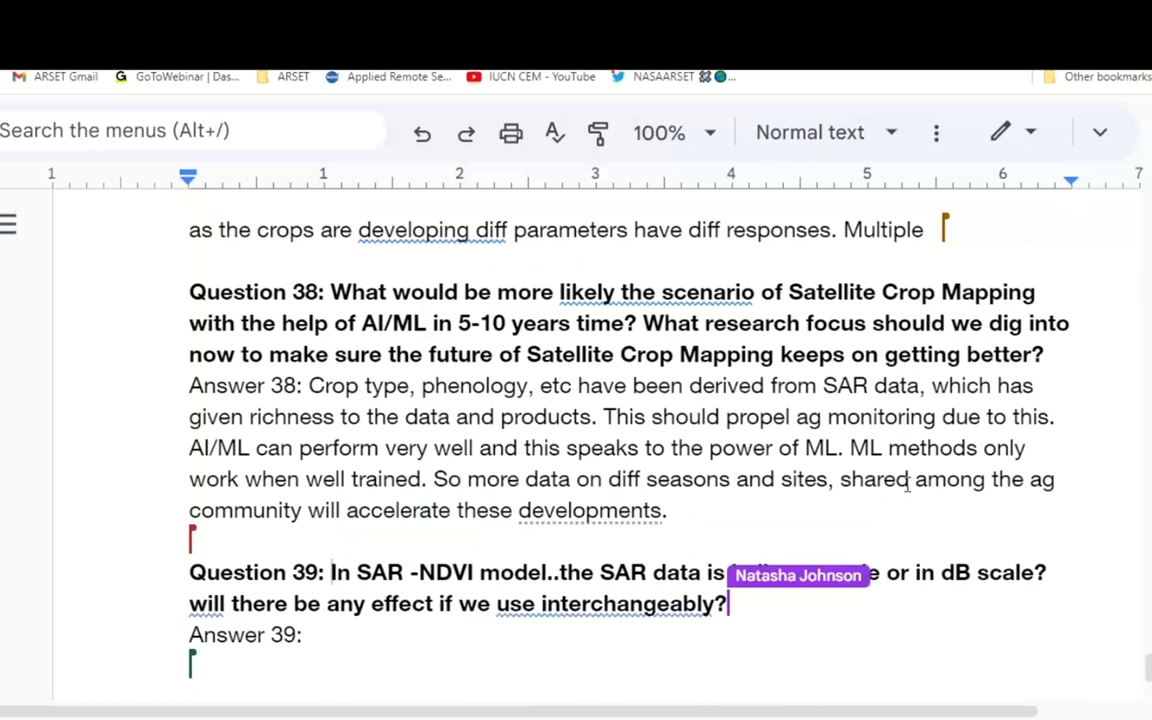 ARSET Gmail GoToWebinar | Das... ARSET Applied Remote Se... IUCN CEM - YouTube NASAARSET 🛰🌎... Other bookmarks
Search the menus (Alt+/) 100% Normal text
1 1 2 3 4 5 6 7
as the crops are developing diff parameters have diff responses. Multiple
Question 38: What would be more likely the scenario of Satellite Crop Mapping
with the help of AI/ML in 5-10 years time? What research focus should we dig into
now to make sure the future of Satellite Crop Mapping keeps on getting better?
Answer 38: Crop type, phenology, etc have been derived from SAR data, which has
given richness to the data and products. This should propel ag monitoring due to this.
AI/ML can perform very well and this speaks to the power of ML. ML methods only
work when well trained. So more data on diff seasons and sites, shared among the ag
community will accelerate these developments.
Question 39: In SAR -NDVI model..the SAR data is Natasha Johnson or in dB scale?
will there be any effect if we use interchangeably?
Answer 39: